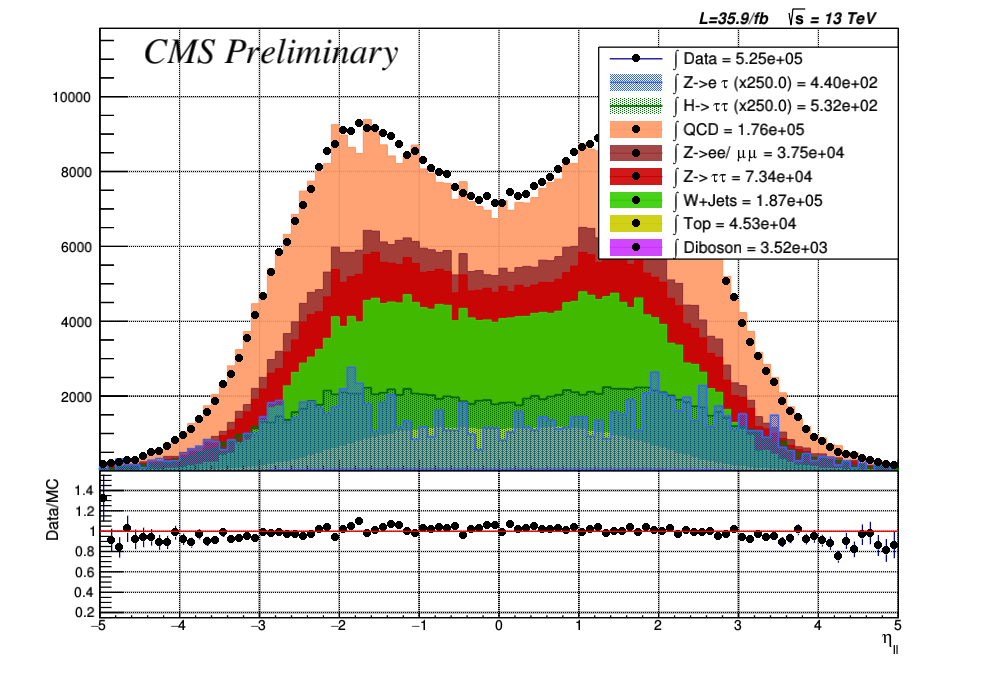 L=35.9/fb √s = 13 TeV
CMS Preliminary
∫ Data = 5.25e+05
∫ Z->e τ (x250.0) = 4.40e+02
∫ H-> ττ (x250.0) = 5.32e+02
∫ QCD = 1.76e+05
∫ Z->ee/ μμ = 3.75e+04
∫ Z-> ττ = 7.34e+04
∫ W+Jets = 1.87e+05
∫ Top = 4.53e+04
∫ Diboson = 3.52e+03
10000
8000
6000
4000
2000
Data/MC
1.4
1.2
1
0.8
0.6
0.4
0.2
−5 −4 −3 −2 −1 0 1 2 3 4 5
η_ll